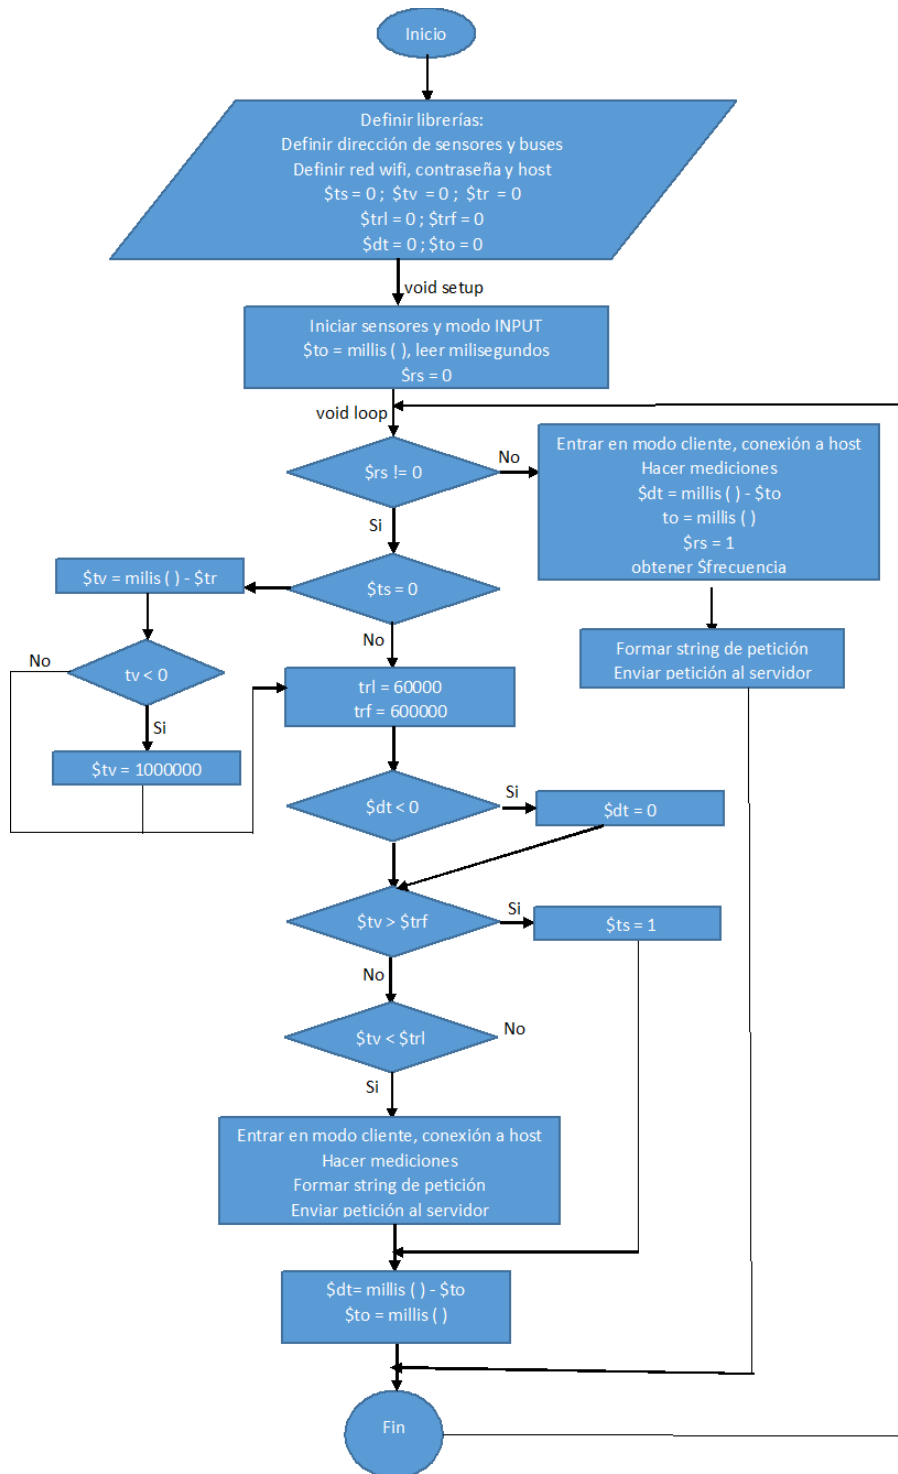 Inicio
Definir librerías:
Definir dirección de sensores y buses
Definir red wifi, contraseña y host
$ts = 0 ; $tv = 0 ; $tr = 0
$trl = 0 ; $trf = 0
$dt = 0 ; $to = 0
void setup
Iniciar sensores y modo INPUT
$to = millis ( ), leer milisegundos
$rs = 0
void loop
$rs != 0
No
Si
Entrar en modo cliente, conexión a host
Hacer mediciones
$dt = millis ( ) - $to
to = millis ( )
$rs = 1
obtener $frecuencia
$tv = milis ( ) - $tr
$ts = 0
No
Formar string de petición
Enviar petición al servidor
No
tv < 0
Si
$tv = 1000000
trl = 60000
trf = 600000
$dt < 0
Si
$dt = 0
$tv > $trf
Si
$ts = 1
No
$tv < $trl
No
Si
Entrar en modo cliente, conexión a host
Hacer mediciones
Formar string de petición
Enviar petición al servidor
$dt= millis ( ) - $to
$to = millis ( )
Fin